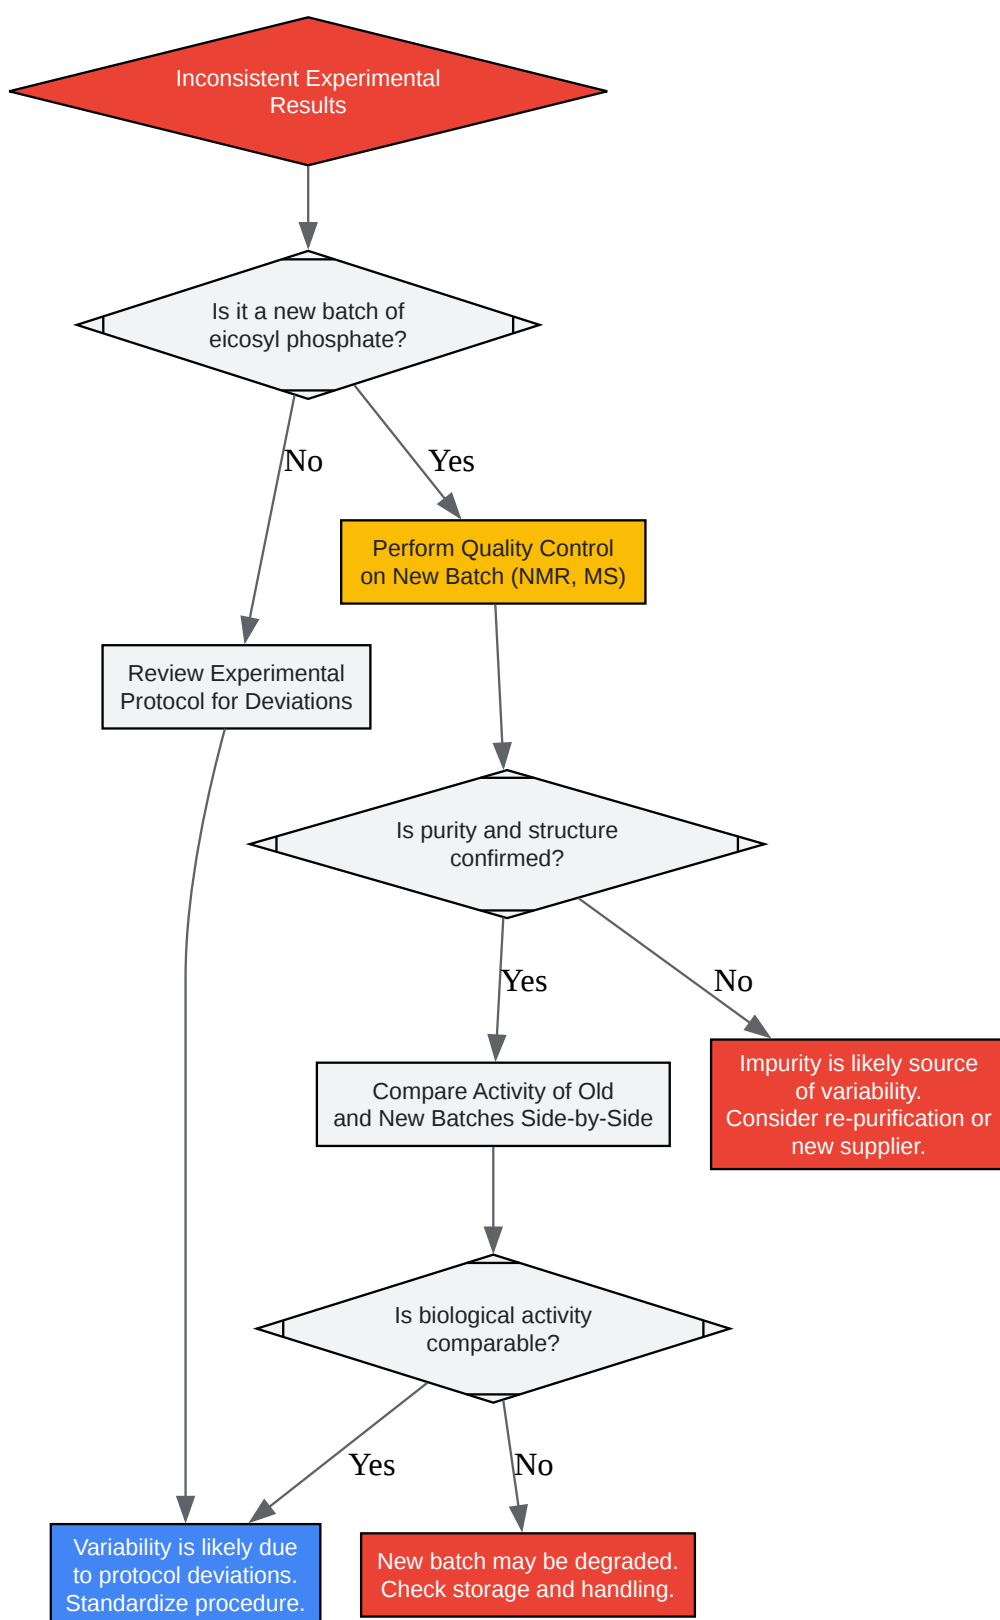 Inconsistent Experimental
Results
Is it a new batch of
eicosyl phosphate?
No
Yes
Perform Quality Control
on New Batch (NMR, MS)
Review Experimental
Protocol for Deviations
Is purity and structure
confirmed?
Yes
No
Impurity is likely source
of variability.
Consider re-purification or
new supplier.
Compare Activity of Old
and New Batches Side-by-Side
Is biological activity
comparable?
Yes
No
Variability is likely due
to protocol deviations.
Standardize procedure.
New batch may be degraded.
Check storage and handling.